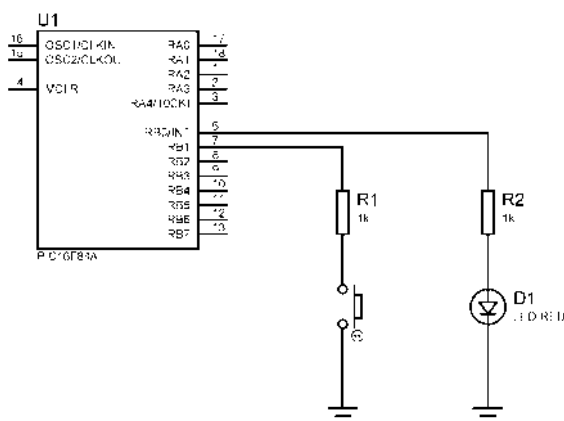 U1
16
OSC1/CLKIN
RA0
17
OSC2/CLKOU
RA1
18
RA2
1
4
MCLR
RA3
2
RA4/T0CKI
3
RB0/INT
6
RB1
7
RB2
8
RB3
9
RB4
10
RB5
11
RB6
12
RB7
13
PIC16F84A
R1
1k
R2
1k
D1
LED-RED